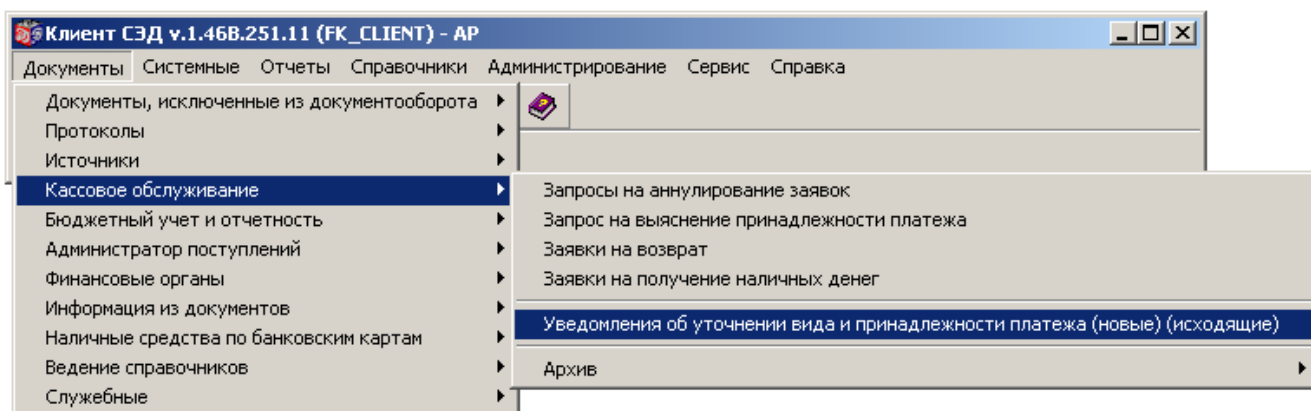 Клиент СЭД v.1.46B.251.11 (FK_CLIENT) - AP
Документы Системные Отчеты Справочники Администрирование Сервис Справка
Документы, исключенные из документооборота
Протоколы
Источники
Кассовое обслуживание
Бюджетный учет и отчетность
Администратор поступлений
Финансовые органы
Информация из документов
Наличные средства по банковским картам
Ведение справочников
Служебные
Запросы на аннулирование заявок
Запрос на выяснение принадлежности платежа
Заявки на возврат
Заявки на получение наличных денег
Уведомления об уточнении вида и принадлежности платежа (новые) (исходящие)
Архив